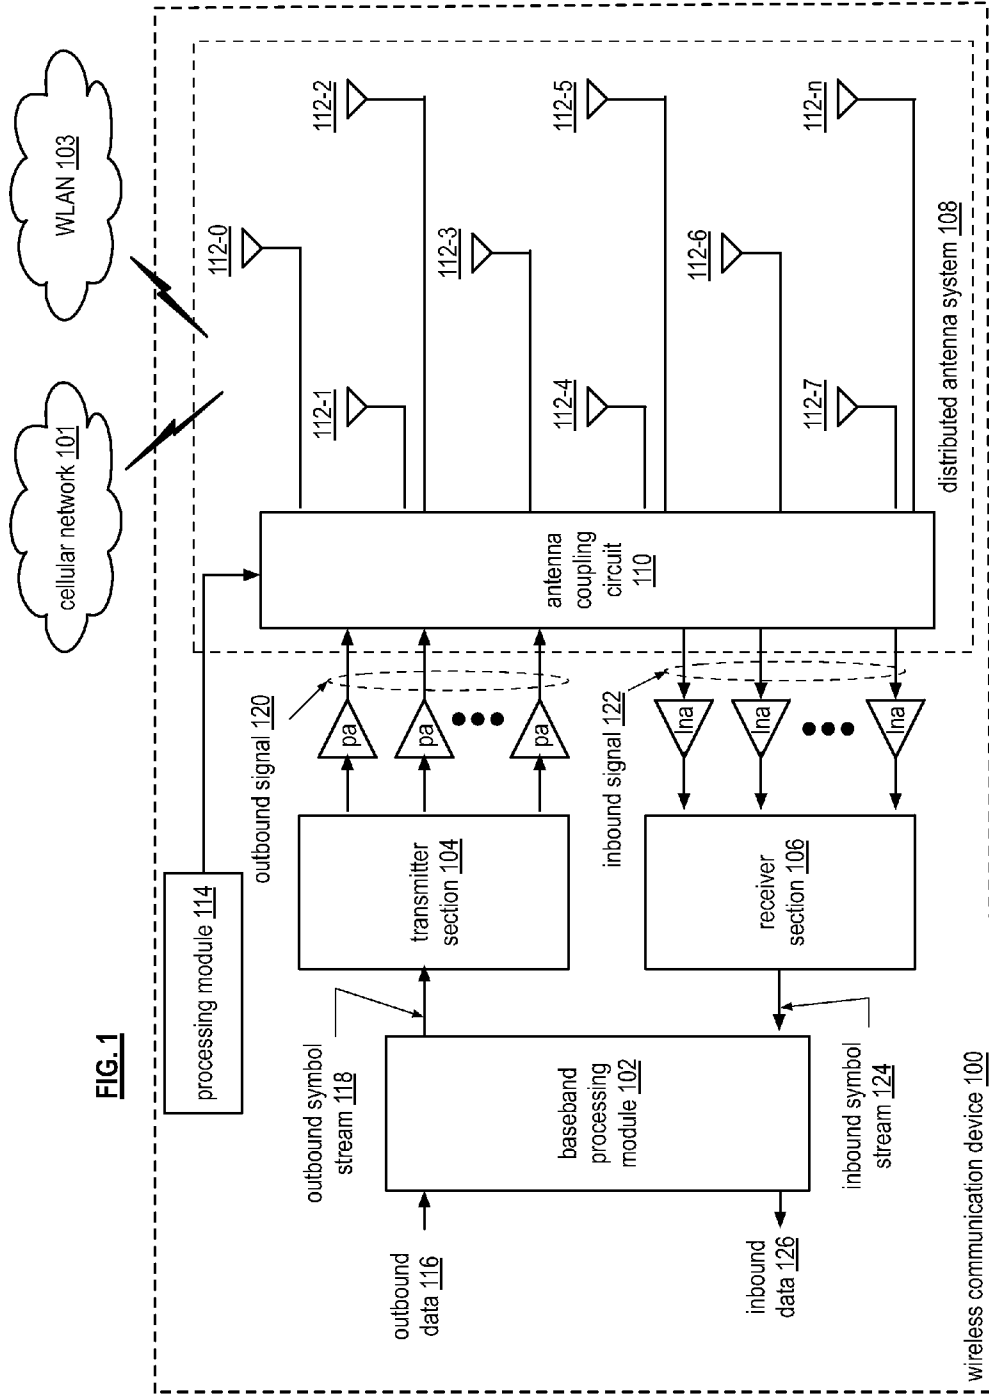 FIG. 1
cellular network 101
WLAN 103
processing module 114
112-0
112-1
112-2
112-3
112-4
112-5
112-6
112-7
112-n
outbound signal 120
pa
pa
pa
antenna
coupling
circuit
110
outbound symbol
stream 118
transmitter
section 104
outbound
data 116
baseband
processing
module 102
inbound signal 122
lna
lna
lna
receiver
section 106
inbound
data 126
inbound symbol
stream 124
distributed antenna system 108
wireless communication device 100